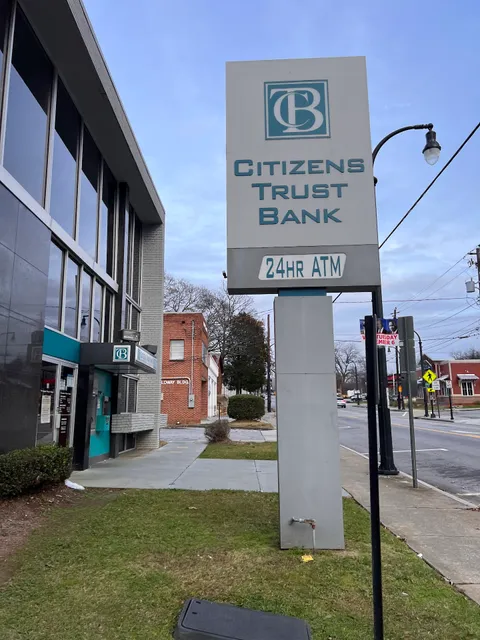 CTB
CITIZENS
TRUST
BANK
24HR ATM